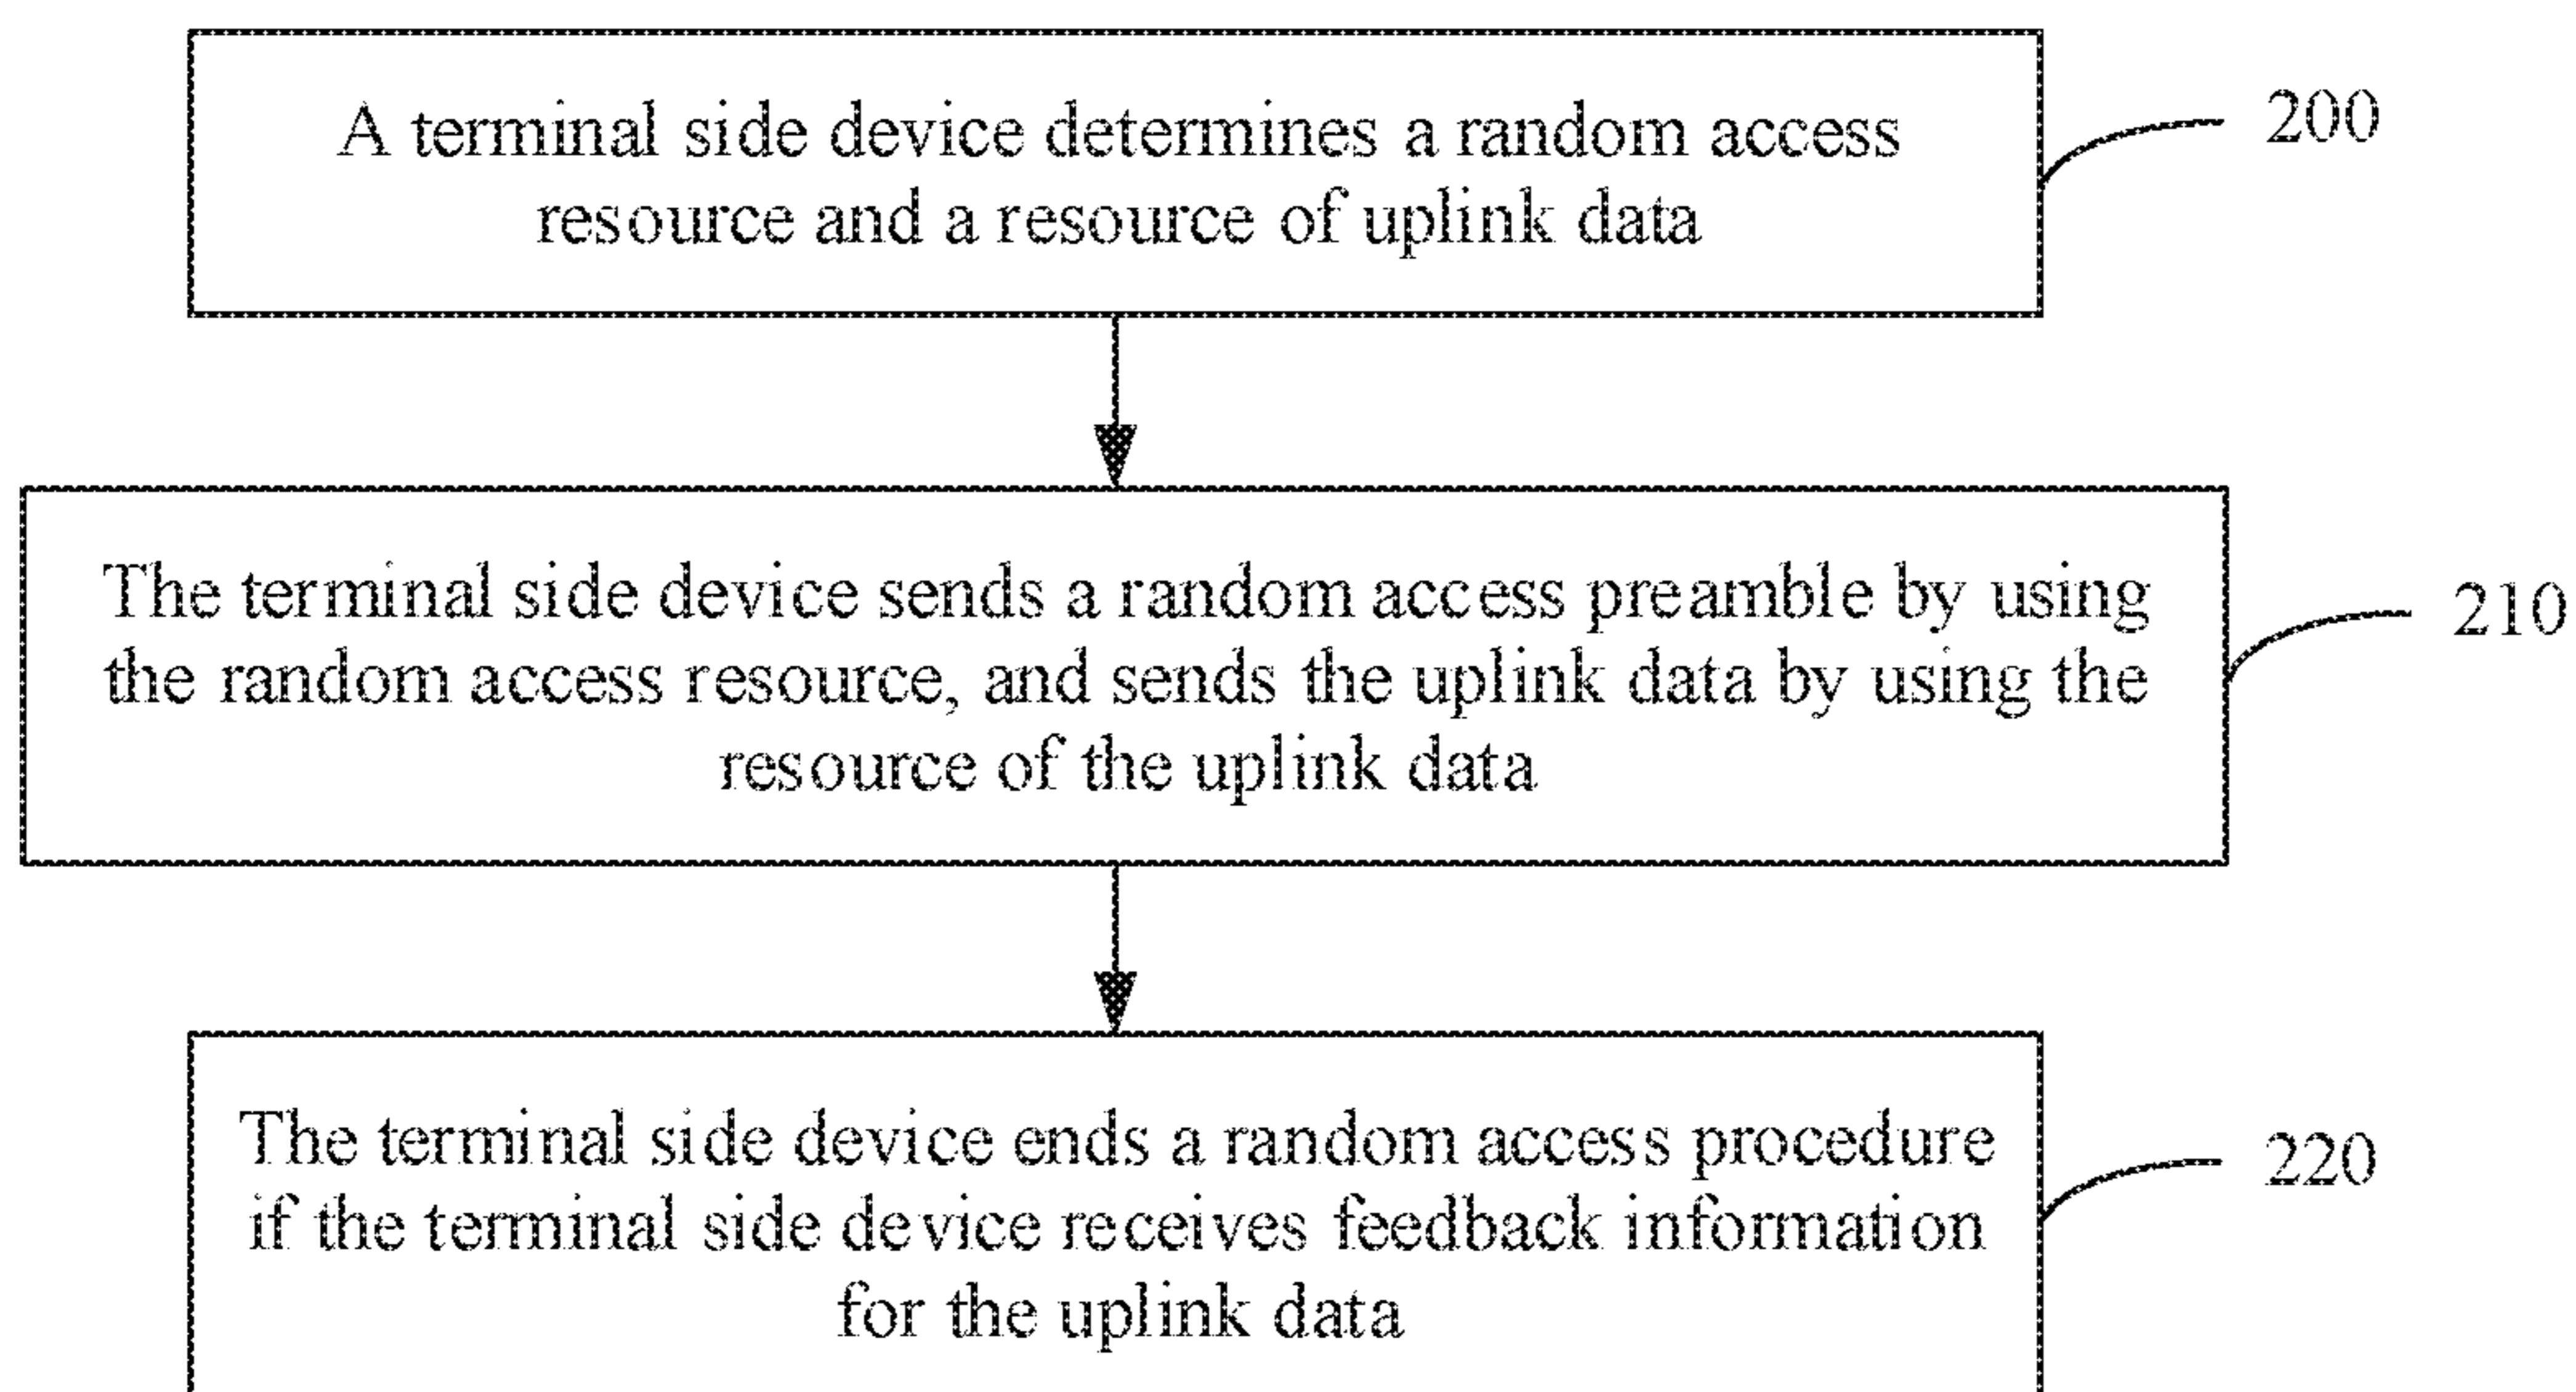 A terminal side device determines a random access
resource and a resource of uplink data
200
The terminal side device sends a random access preamble by using
the random access resource, and sends the uplink data by using the
resource of the uplink data
210
The terminal side device ends a random access procedure
if the terminal side device receives feedback information
for the uplink data
220